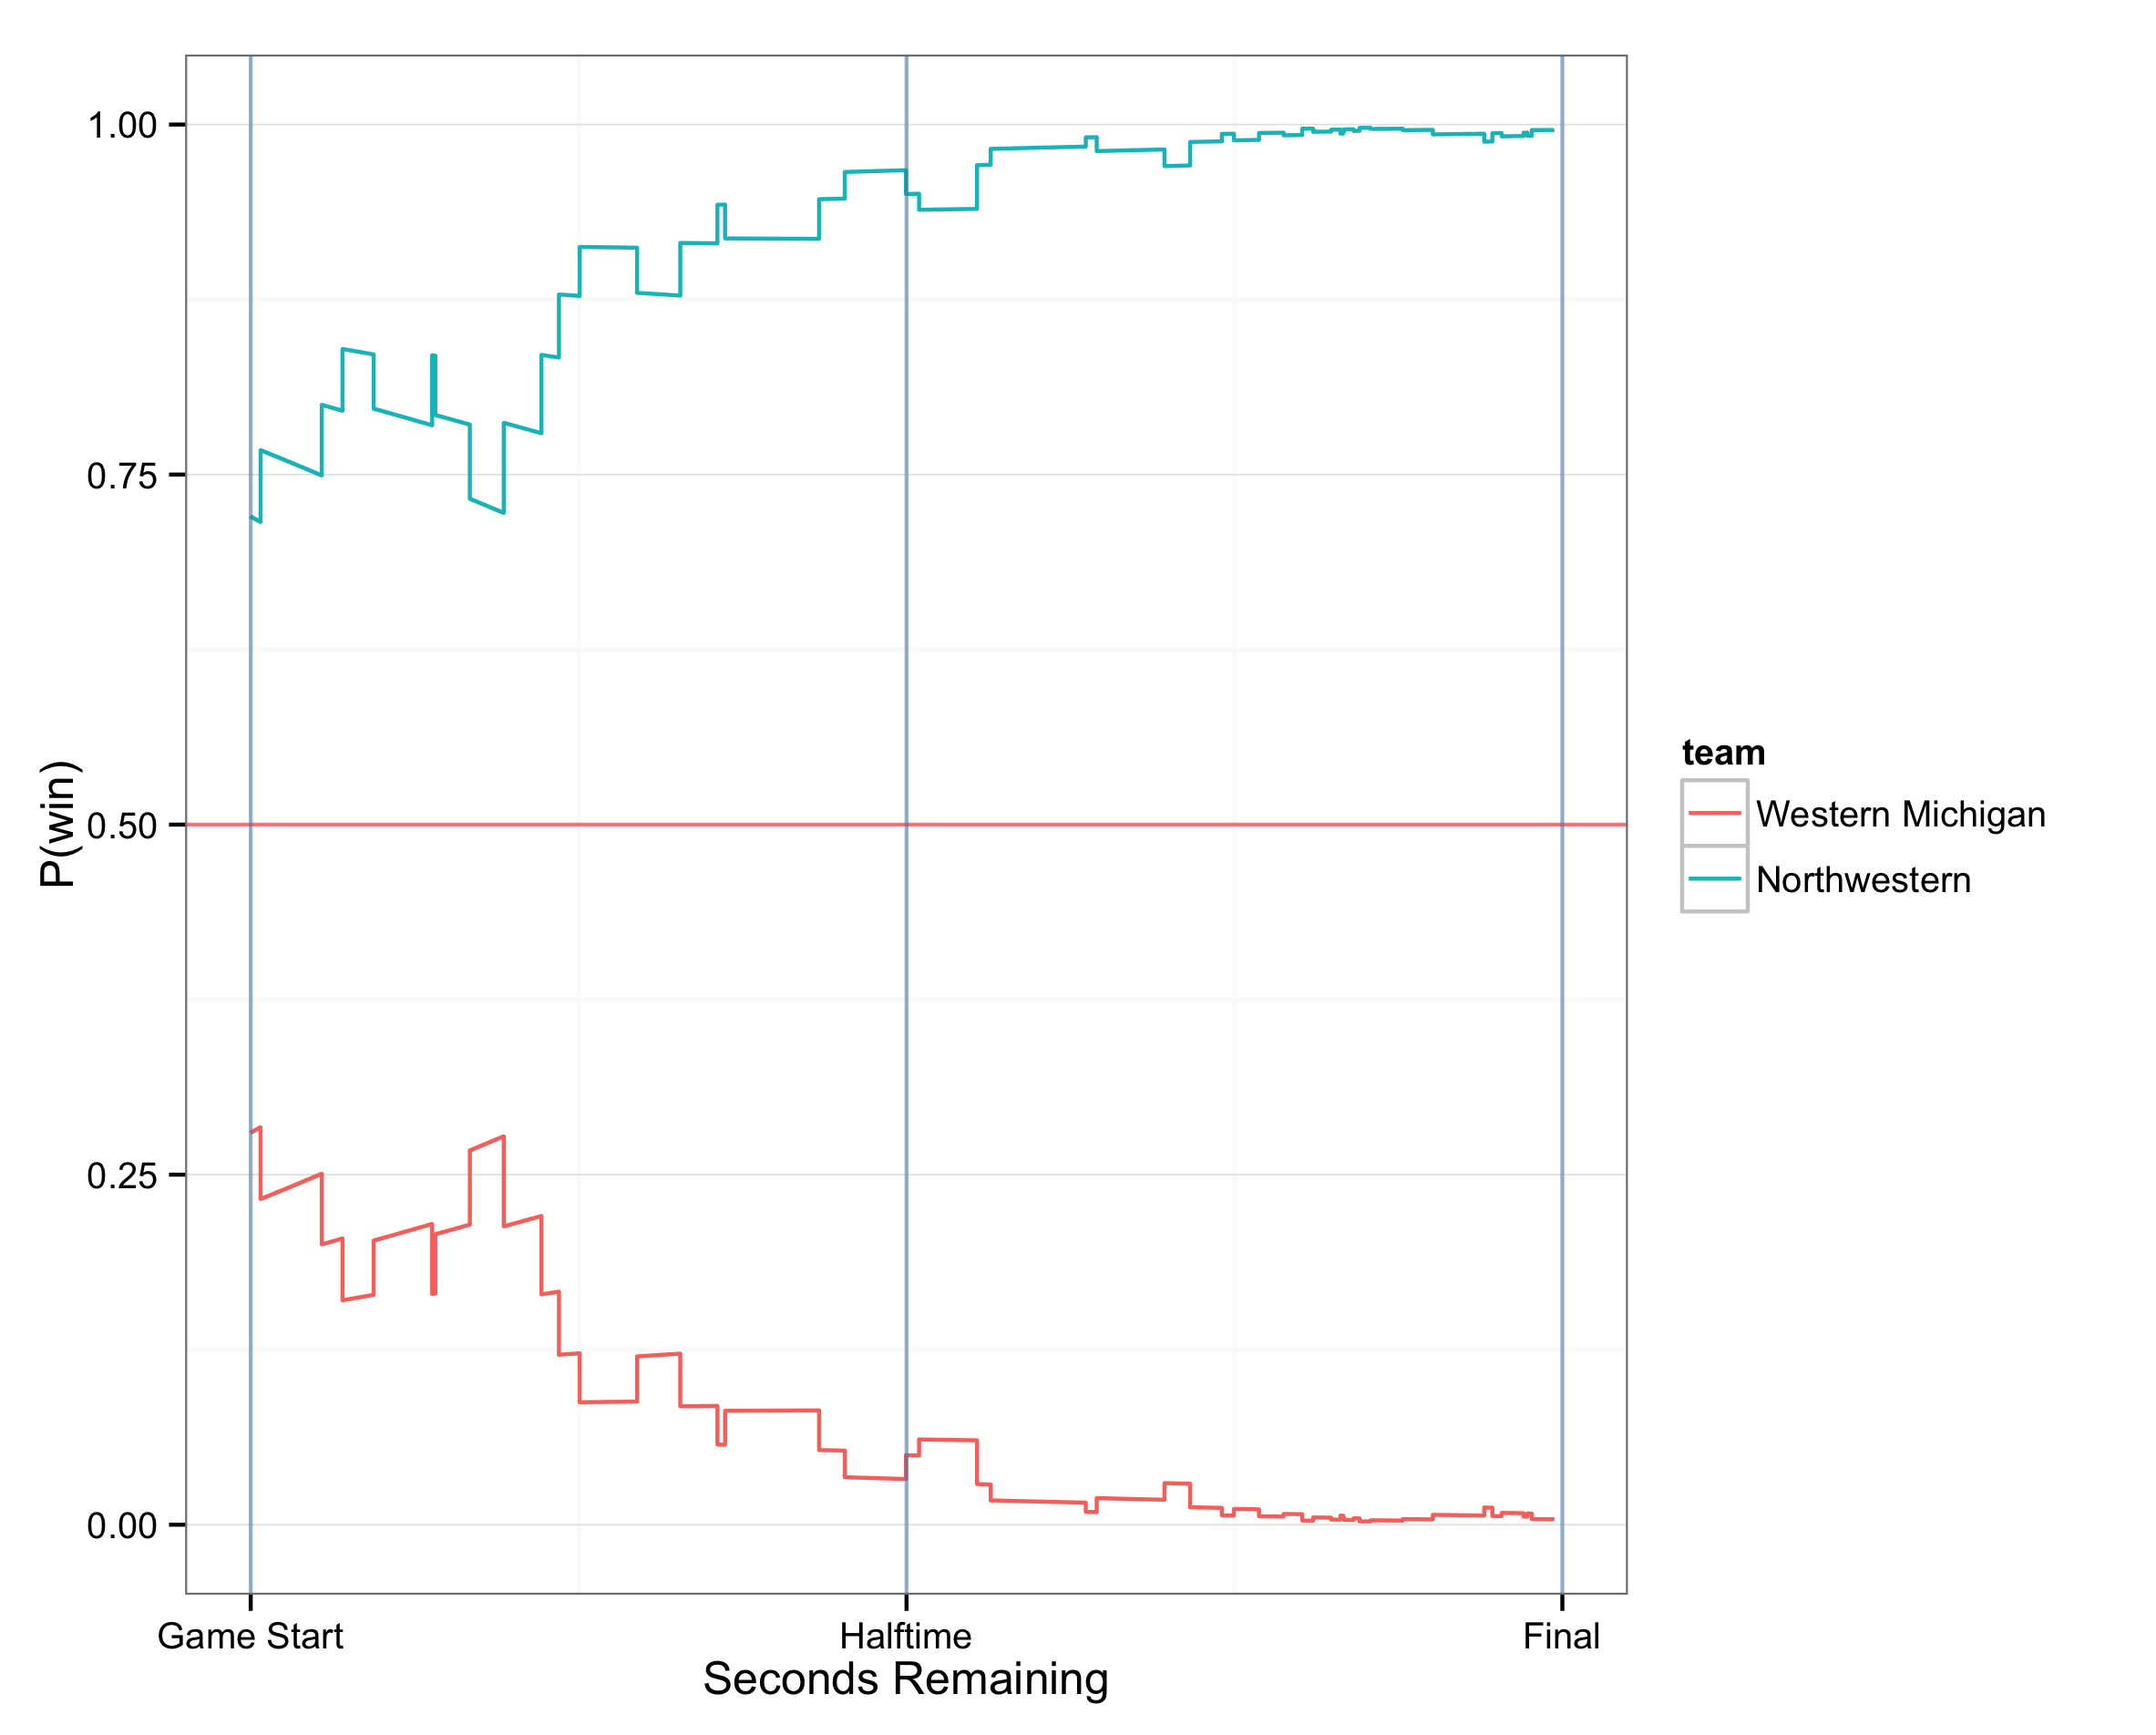 1.00
0.75
0.50
0.25
0.00
P(win)
Game Start
Halftime
Final
Seconds Remaining
team
Western Michigan
Northwestern